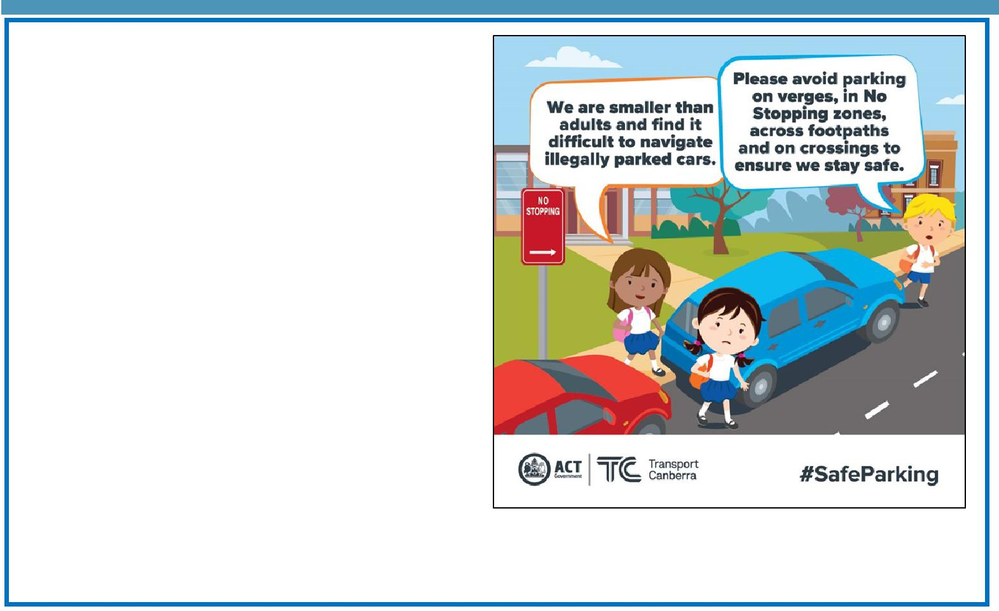 We are smaller than
adults and find it
difficult to navigate
illegally parked cars.
Please avoid parking
on verges, in No
Stopping zones,
across footpaths
and on crossings to
ensure we stay safe.
NO
STOPPING
ACT
Government
TC
Transport
Canberra
#SafeParking